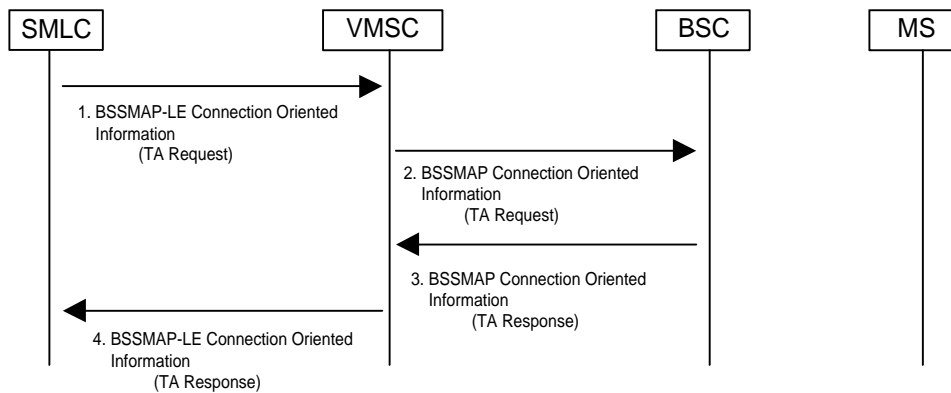 SMLC
VMSC
BSC
MS
1. BSSMAP-LE Connection Oriented
Information
(TA Request)
2. BSSMAP Connection Oriented
Information
(TA Request)
3. BSSMAP Connection Oriented
Information
(TA Response)
4. BSSMAP-LE Connection Oriented
Information
(TA Response)